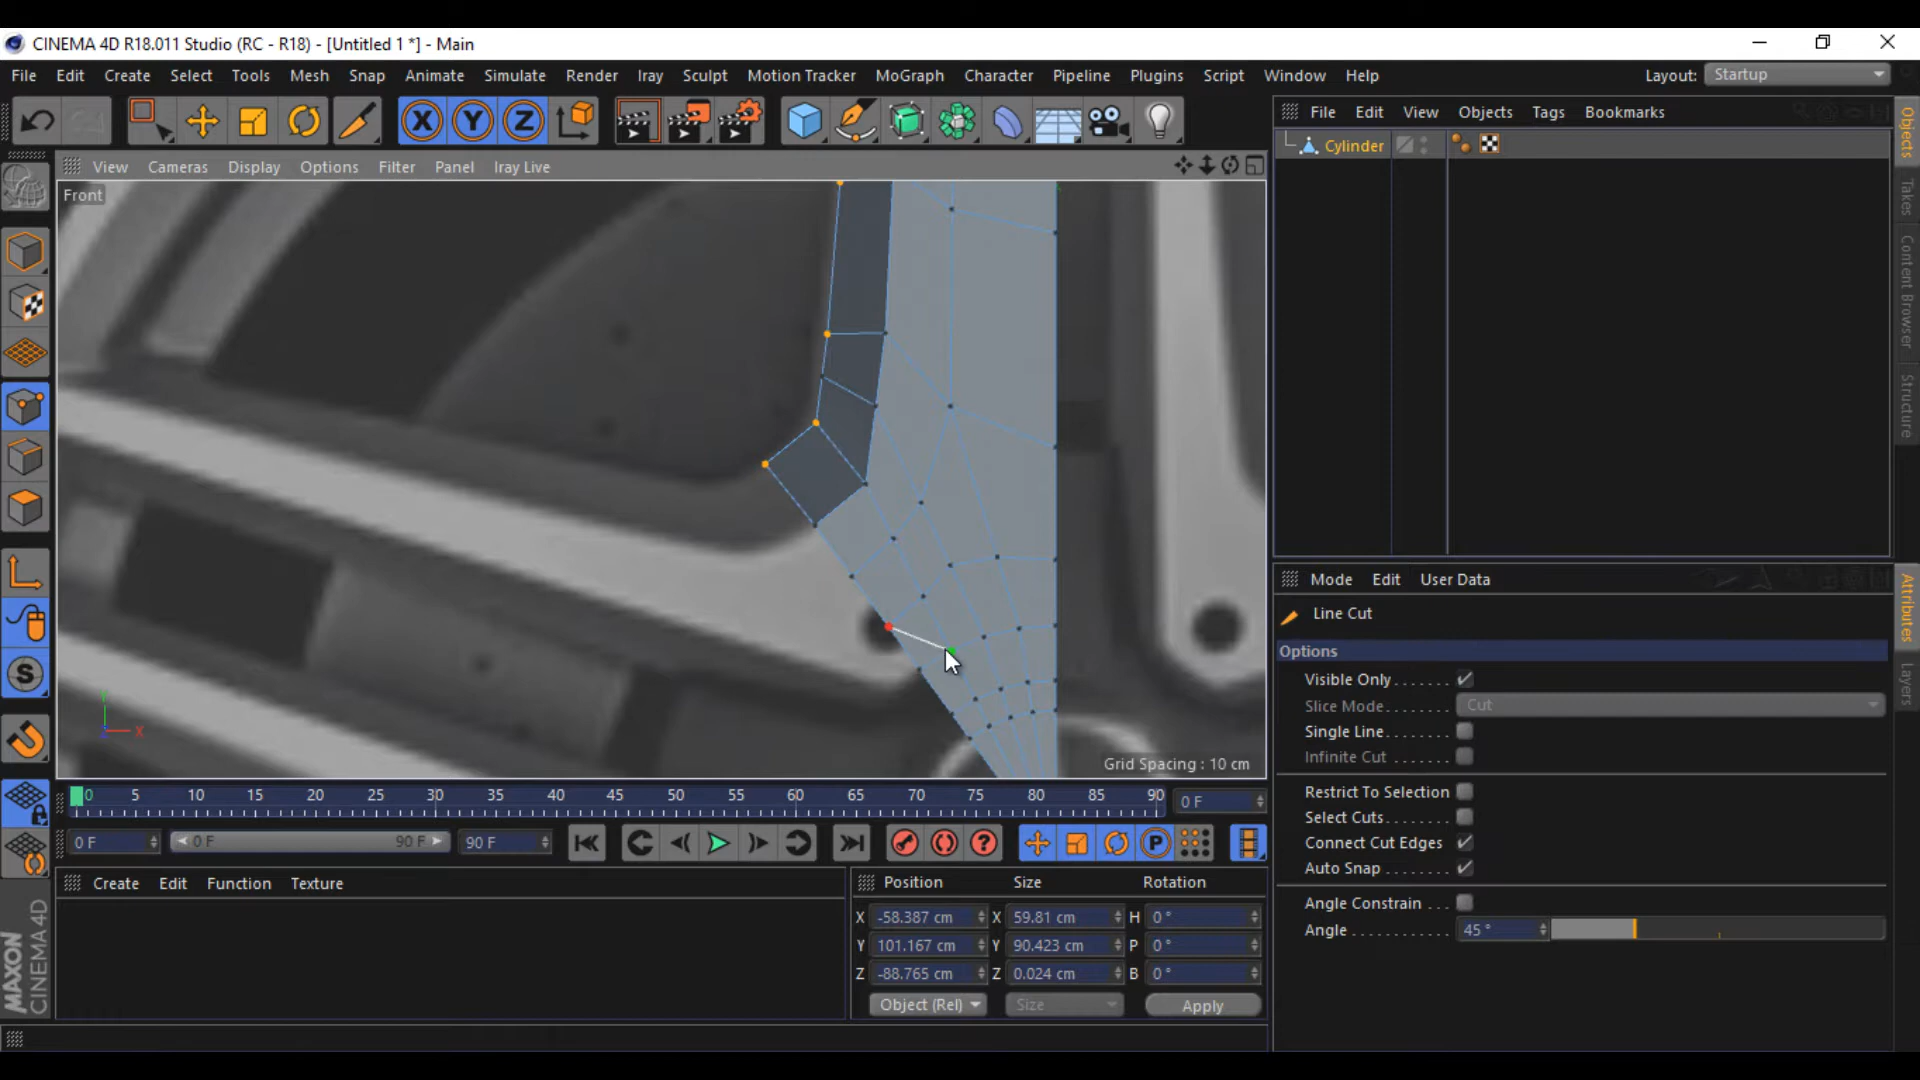 CINEMA 4D R18.011 Studio (RC - R18) - [Untitled 1 *] - Main
File Edit Create Select Tools Mesh Snap Animate Simulate Render Iray Sculpt Motion Tracker MoGraph Character Pipeline Plugins Script Window Help Layout: Startup
X Y Z
File Edit View Objects Tags Bookmarks
Objects
Takes
Content Browser
Structure
Cylinder
View Cameras Display Options Filter Panel Iray Live
Front
Y
X
Z
Grid Spacing : 10 cm
Mode Edit User Data
Attributes
Layers
Line Cut
Options
Visible Only
Slice Mode Cut
Single Line
Infinite Cut
Restrict To Selection
Select Cuts
Connect Cut Edges
Auto Snap
Angle Constrain
Angle 45 °
0 5 10 15 20 25 30 35 40 45 50 55 60 65 70 75 80 85 90 0 F
0 F 0 F 90 F 90 F
P
Create Edit Function Texture
Position Size Rotation
X -58.387 cm X 59.81 cm H 0 °
Y 101.167 cm Y 90.423 cm P 0 °
Z -88.765 cm Z 0.024 cm B 0 °
Object (Rel) Size Apply
MAXON
CINEMA 4D